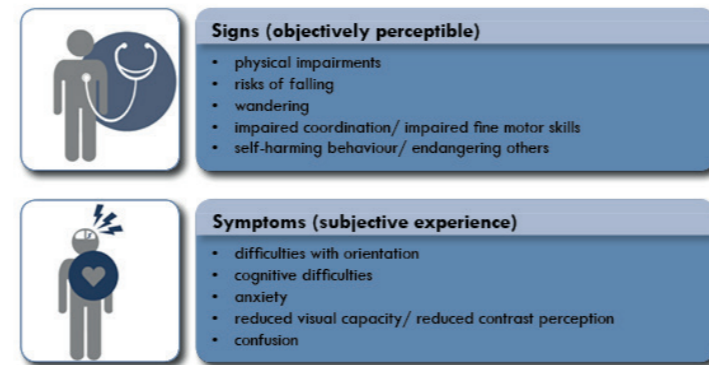 Signs (objectively perceptible)
• physical impairments
• risks of falling
• wandering
• impaired coordination/ impaired fine motor skills
• self-harming behaviour/ endangering others
Symptoms (subjective experience)
• difficulties with orientation
• cognitive difficulties
• anxiety
• reduced visual capacity/ reduced contrast perception
• confusion